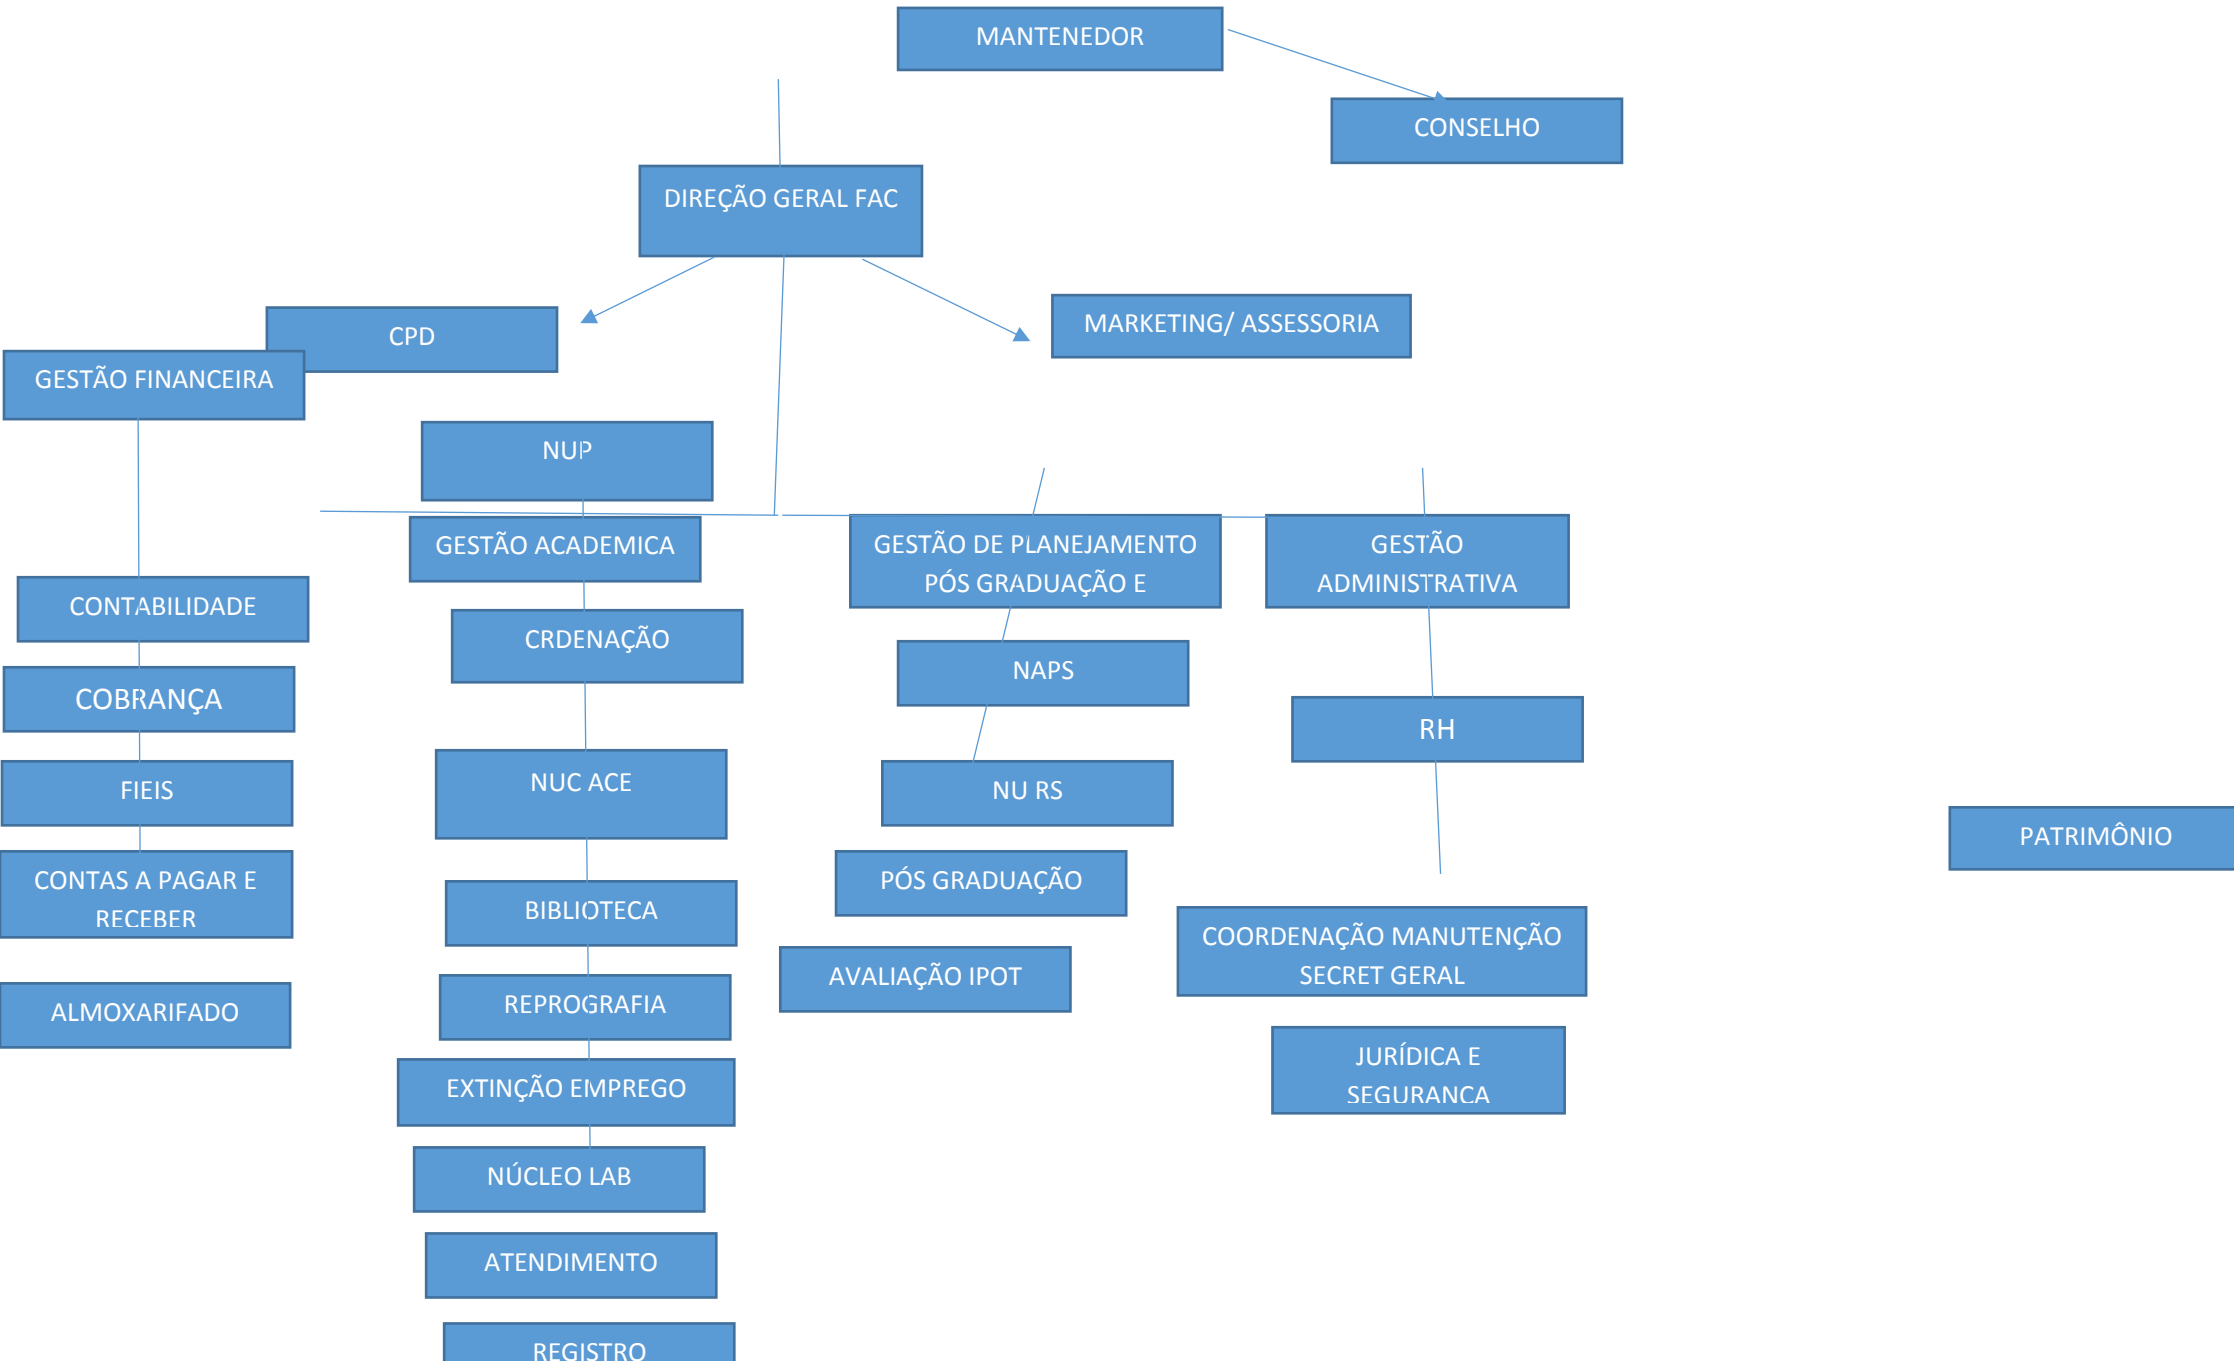 MANTENEDOR
CONSELHO
DIREÇÃO GERAL FAC
MARKETING/ ASSESSORIA
CPD
GESTÃO FINANCEIRA
NUP
GESTÃO ACADEMICA
GESTÃO DE PLANEJAMENTO
PÓS GRADUAÇÃO E
GESTÃO
ADMINISTRATIVA
CONTABILIDADE
CRDENAÇÃO
NAPS
COBRANÇA
RH
NUC ACE
FIEIS
NU RS
PATRIMÔNIO
CONTAS A PAGAR E
RECEBER
PÓS GRADUAÇÃO
BIBLIOTECA
COORDENAÇÃO MANUTENÇÃO
SECRET GERAL
AVALIAÇÃO IPOT
REPROGRAFIA
ALMOXARIFADO
JURÍDICA E
SEGURANCA
EXTINÇÃO EMPREGO
NÚCLEO LAB
ATENDIMENTO
REGISTRO